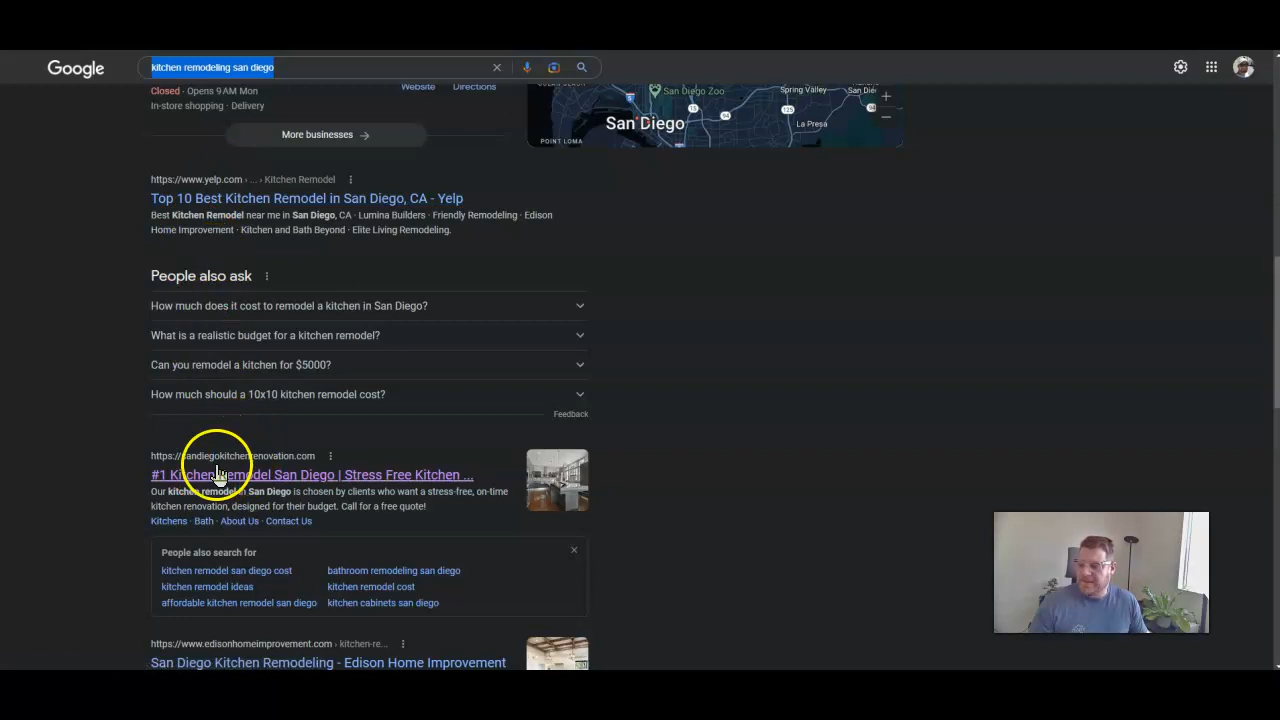 Google
kitchen remodeling san diego
Closed · Opens 9 AM Mon
In-store shopping · Delivery
Website
Directions
More businesses
San Diego Zoo
Spring Valley
15
94
125
94
La Presa
San Diego
POINT LOMA
https://www.yelp.com › ... › Kitchen Remodel
Top 10 Best Kitchen Remodel in San Diego, CA - Yelp
Best Kitchen Remodel near me in San Diego, CA · Lumina Builders · Friendly Remodeling · Edison
Home Improvement · Kitchen and Bath Beyond · Elite Living Remodeling.
People also ask
How much does it cost to remodel a kitchen in San Diego?
What is a realistic budget for a kitchen remodel?
Can you remodel a kitchen for $5000?
How much should a 10x10 kitchen remodel cost?
Feedback
https://sandiegokitchenrenovation.com
#1 Kitchen Remodel San Diego | Stress Free Kitchen ...
Our kitchen remodel in San Diego is chosen by clients who want a stress-free, on-time
kitchen renovation, designed for their budget. Call for a free quote!
Kitchens · Bath · About Us · Contact Us
People also search for
kitchen remodel san diego cost
bathroom remodeling san diego
kitchen remodel ideas
kitchen remodel cost
affordable kitchen remodel san diego
kitchen cabinets san diego
https://www.edisonhomeimprovement.com › kitchen-re...
San Diego Kitchen Remodeling - Edison Home Improvement